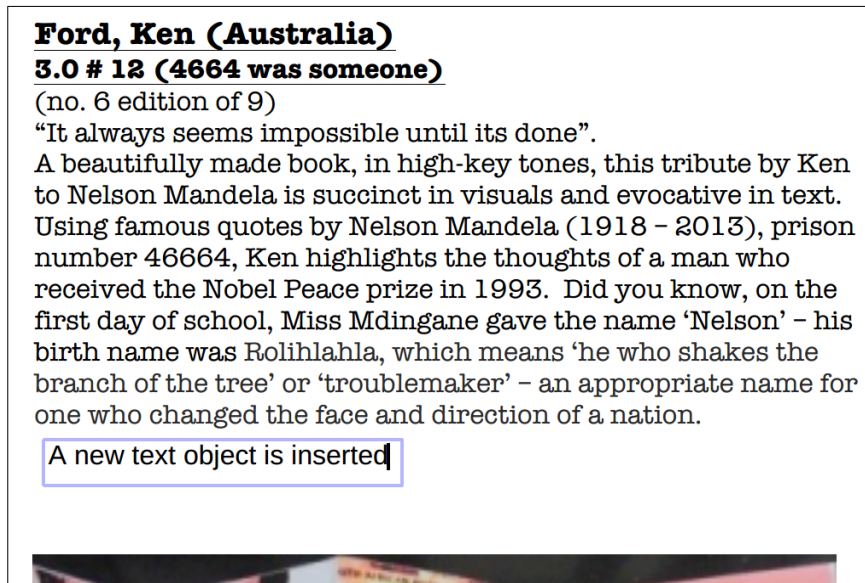 Ford, Ken (Australia)
3.0 # 12 (4664 was someone)
(no. 6 edition of 9)
“It always seems impossible until its done”.
A beautifully made book, in high-key tones, this tribute by Ken
to Nelson Mandela is succinct in visuals and evocative in text.
Using famous quotes by Nelson Mandela (1918 – 2013), prison
number 46664, Ken highlights the thoughts of a man who
received the Nobel Peace prize in 1993.  Did you know, on the
first day of school, Miss Mdingane gave the name ‘Nelson’ – his
birth name was Rolihlahla, which means ‘he who shakes the
branch of the tree’ or ‘troublemaker’ – an appropriate name for
one who changed the face and direction of a nation.
A new text object is inserted